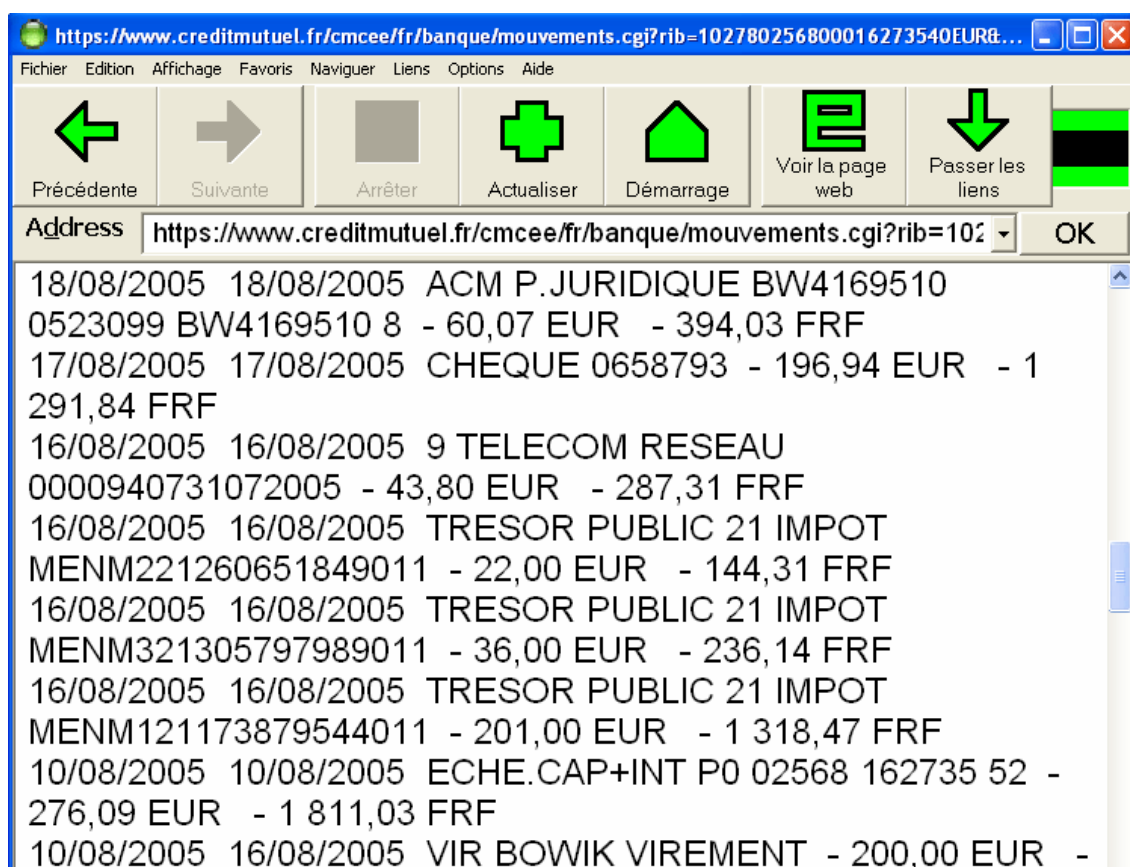 https://www.creditmutuel.fr/cmcee/fr/banque/mouvements.cgi?rib=102780256800016273540EUR&...
Fichier Edition Affichage Favoris Naviguer Liens Options Aide
Précédente Suivante Arrêter Actualiser Démarrage Voir la page web Passer les liens
Address https://www.creditmutuel.fr/cmcee/fr/banque/mouvements.cgi?rib=102 OK
18/08/2005 18/08/2005 ACM P.JURIDIQUE BW4169510
0523099 BW4169510 8 - 60,07 EUR - 394,03 FRF
17/08/2005 17/08/2005 CHEQUE 0658793 - 196,94 EUR - 1
291,84 FRF
16/08/2005 16/08/2005 9 TELECOM RESEAU
0000940731072005 - 43,80 EUR - 287,31 FRF
16/08/2005 16/08/2005 TRESOR PUBLIC 21 IMPOT
MENM221260651849011 - 22,00 EUR - 144,31 FRF
16/08/2005 16/08/2005 TRESOR PUBLIC 21 IMPOT
MENM321305797989011 - 36,00 EUR - 236,14 FRF
16/08/2005 16/08/2005 TRESOR PUBLIC 21 IMPOT
MENM121173879544011 - 201,00 EUR - 1 318,47 FRF
10/08/2005 10/08/2005 ECHE.CAP+INT P0 02568 162735 52 -
276,09 EUR - 1 811,03 FRF
10/08/2005 16/08/2005 VIR BOWIK VIREMENT - 200,00 EUR -